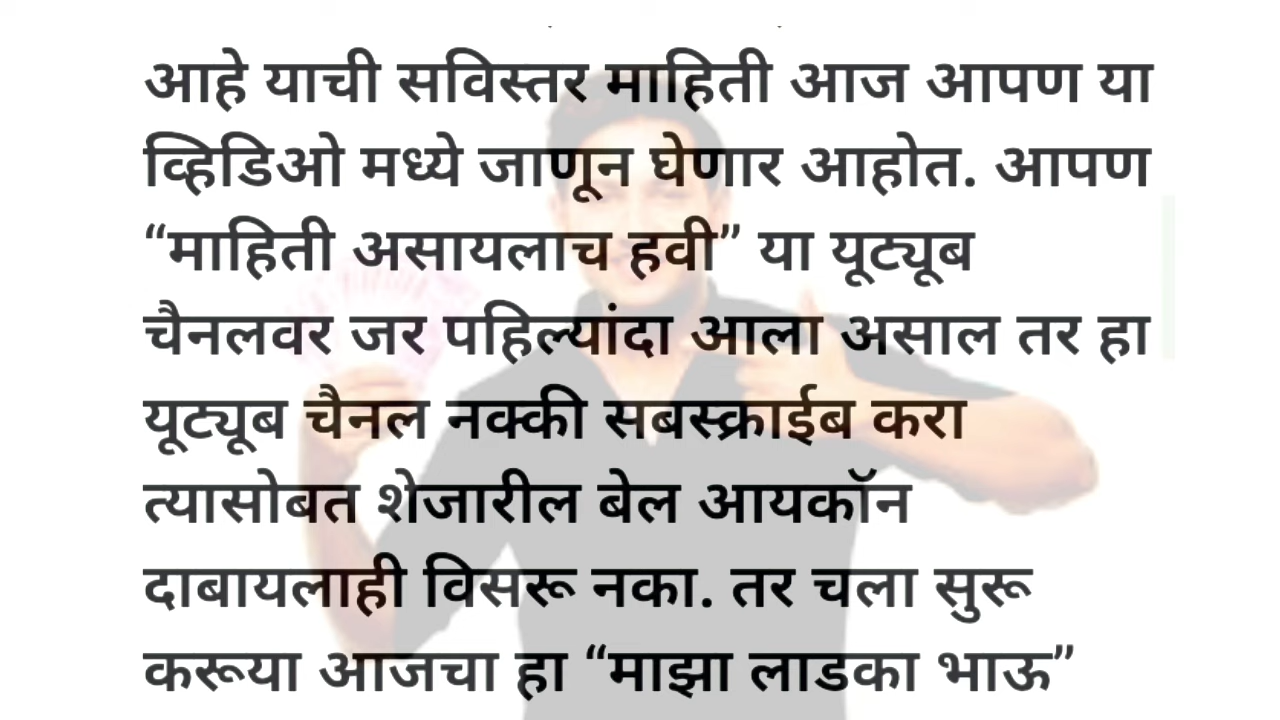 आहे याची सविस्तर माहिती आज आपण या
व्हिडिओ मध्ये जाणून घेणार आहोत. आपण
“माहिती असायलाच हवी” या यूट्यूब
चैनलवर जर पहिल्यांदा आला असाल तर हा
यूट्यूब चैनल नक्की सबस्क्राईब करा
त्यासोबत शेजारील बेल आयकॉन
दाबायलाही विसरू नका. तर चला सुरू
करूया आजचा हा “माझा लाडका भाऊ”